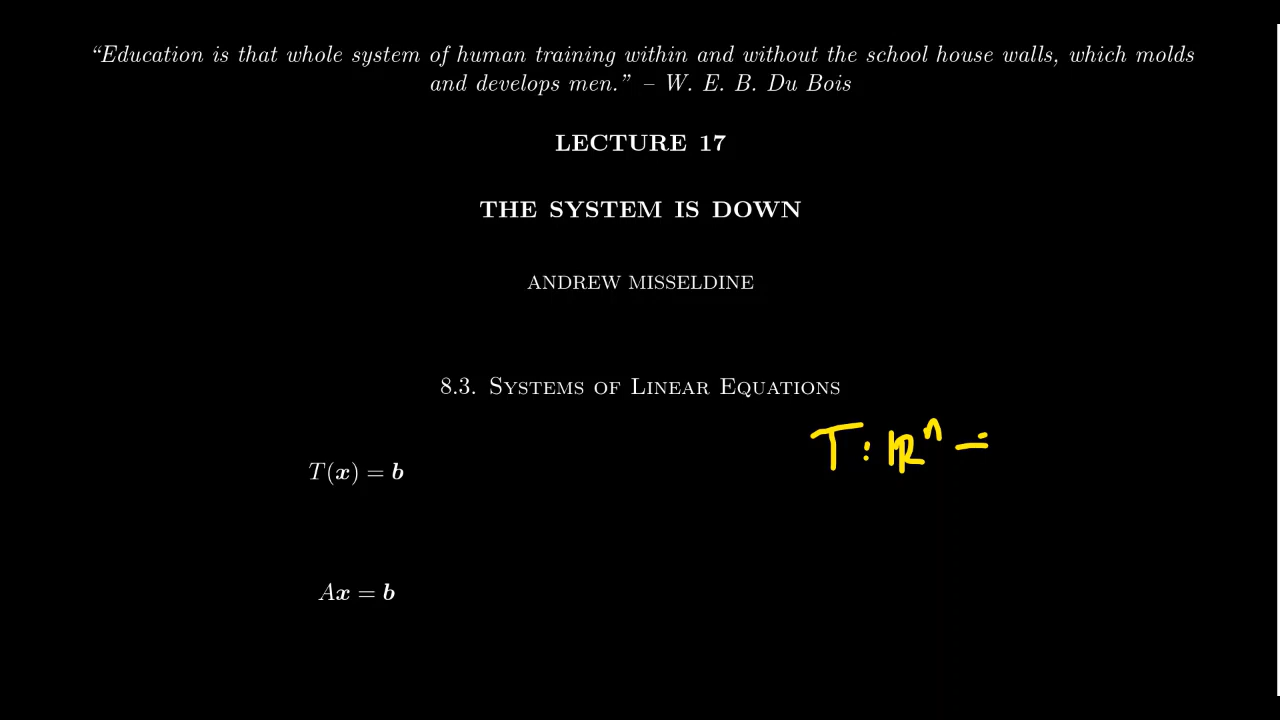 “Education is that whole system of human training within and without the school house walls, which molds
and develops men.” – W. E. B. Du Bois
LECTURE 17
THE SYSTEM IS DOWN
ANDREW MISSELDINE
8.3. Systems of Linear Equations
T : ℝⁿ
T(x) = b
Ax = b